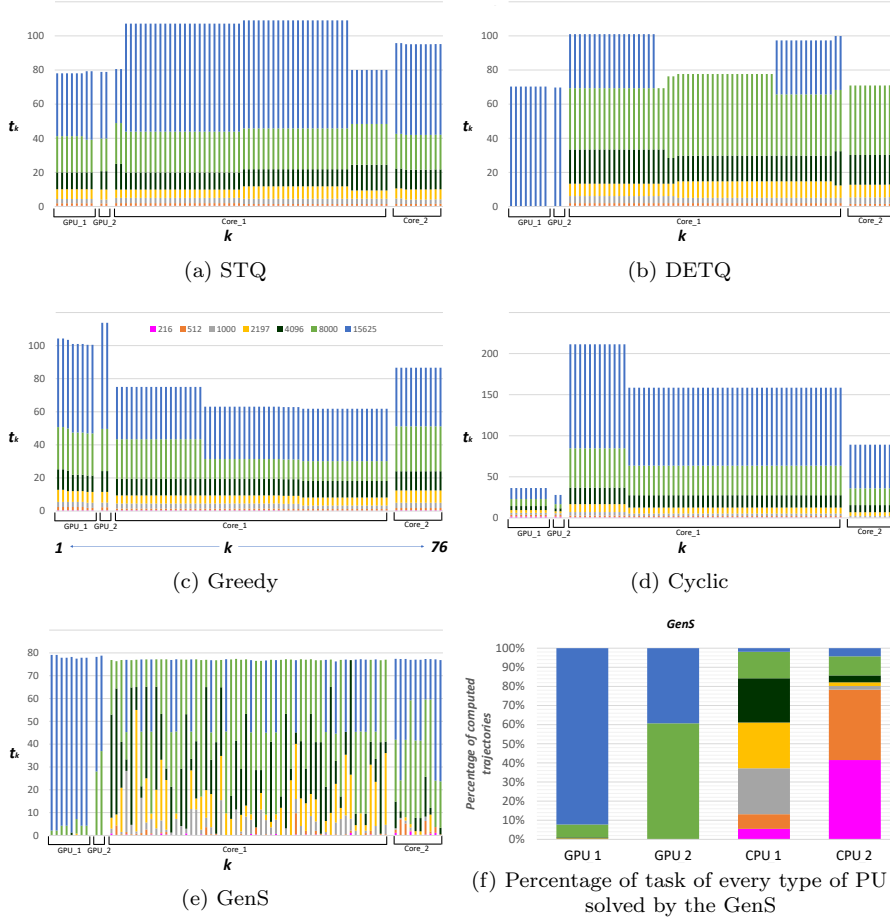 100
80
60
40
20
0
tk
GPU_1 GPU_2 Core_1 Core_2
k
(a) STQ
100
80
60
40
20
0
tk
GPU_1 GPU_2 Core_1 Core_2
k
(b) DETQ
216 512 1000 2197 4096 8000 15625
100
80
60
40
20
0
tk
GPU_1 GPU_2 Core_1 Core_2
1 k 76
(c) Greedy
200
150
100
50
0
tk
GPU_1 GPU_2 Core_1 Core_2
k
(d) Cyclic
80
70
60
50
40
30
20
10
0
tk
GPU_1 GPU_2 Core_1 Core_2
k
(e) GenS
GenS
Percentage of computed
trajectories
100%
90%
80%
70%
60%
50%
40%
30%
20%
10%
0%
GPU 1 GPU 2 CPU 1 CPU 2
(f) Percentage of task of every type of PU
solved by the GenS